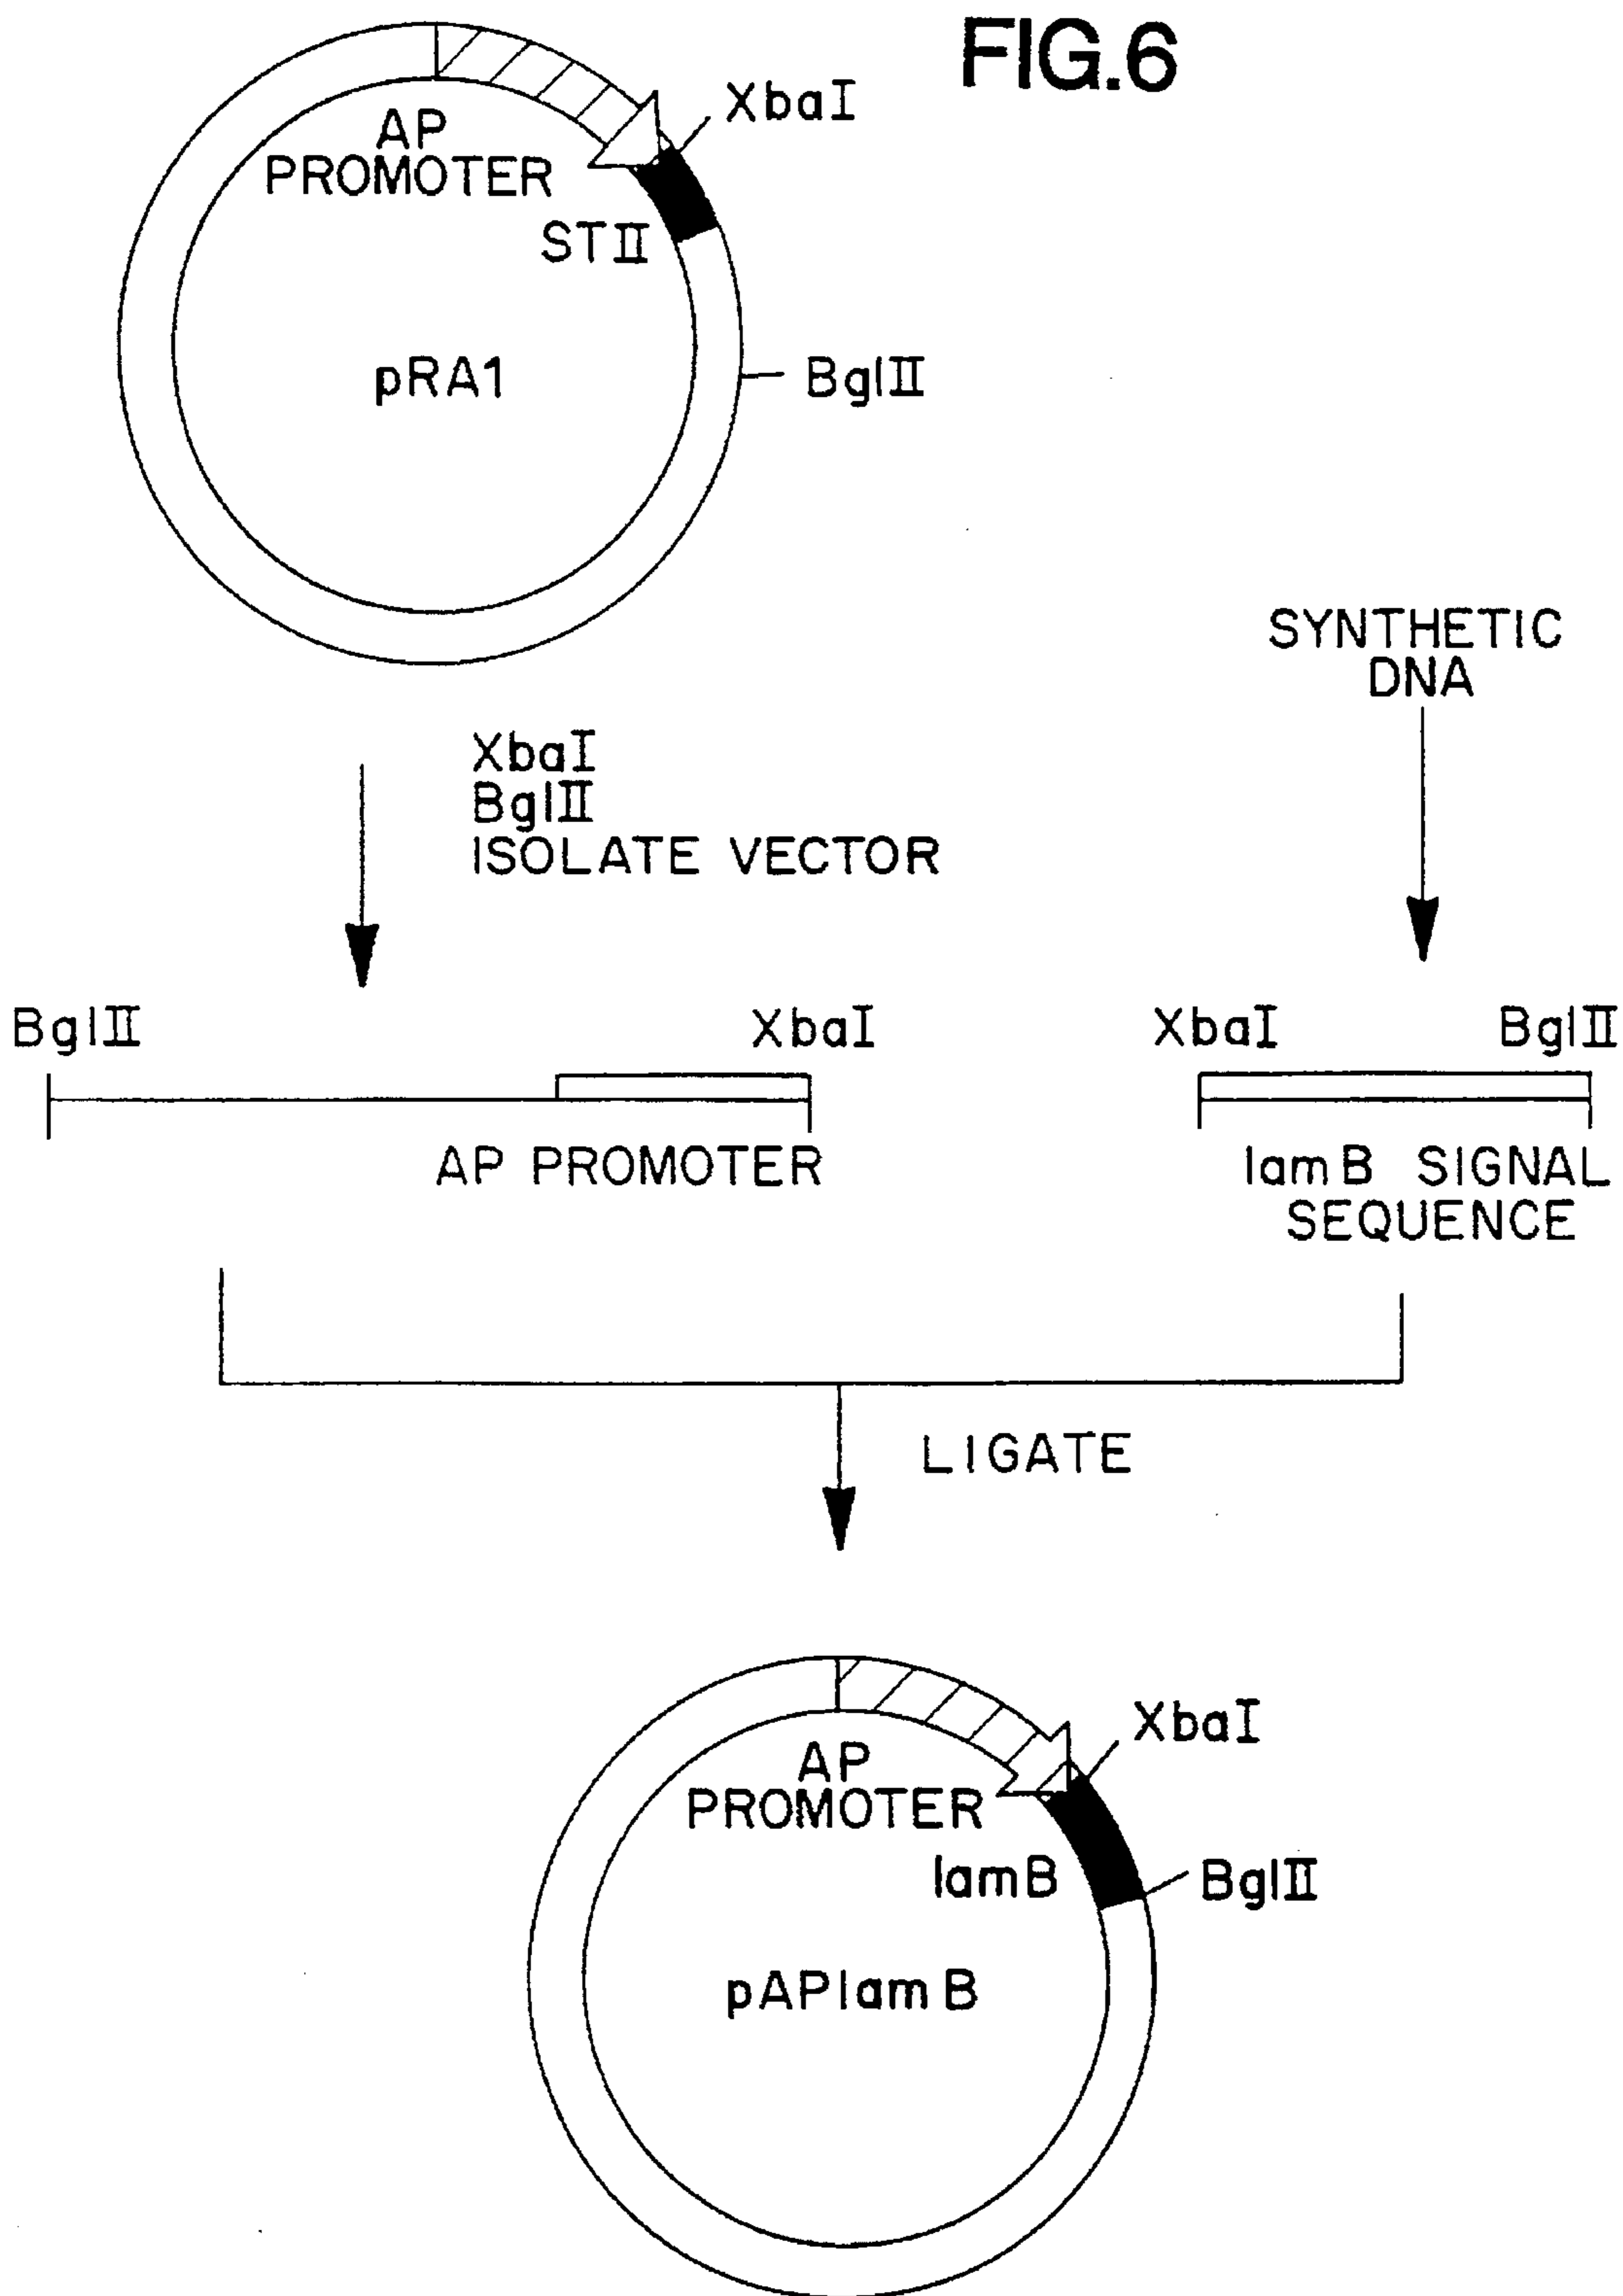 FIG.6
XbaI
AP
PROMOTER
STII
pRA1
BglII
SYNTHETIC
DNA
XbaI
BglII
ISOLATE VECTOR
BglII
XbaI
XbaI
BglII
AP PROMOTER
lamB SIGNAL
SEQUENCE
LIGATE
XbaI
AP
PROMOTER
lamB
BglII
pAPlamB